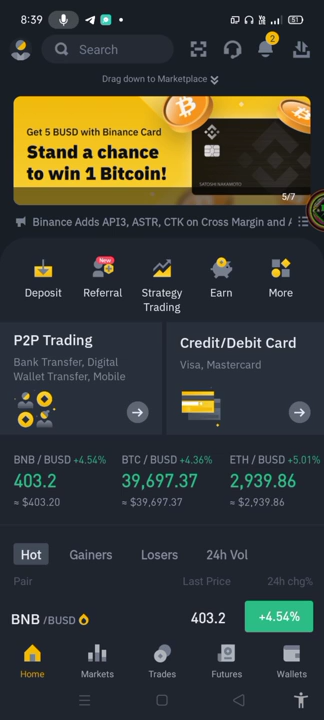 8:39
51
2
Search
Drag down to Marketplace
Get 5 BUSD with Binance Card
Stand a chance
to win 1 Bitcoin!
SATOSHI NAKAMOTO
5/7
Binance Adds API3, ASTR, CTK on Cross Margin and
New
Deposit
Referral
Strategy
Trading
Earn
More
P2P Trading
Bank Transfer, Digital
Wallet Transfer, Mobile
Credit/Debit Card
Visa, Mastercard
BNB / BUSD +4.54%
403.2
≈ $403.20
BTC / BUSD +4.36%
39,697.37
≈ $39,697.37
ETH / BUSD +5.01%
2,939.86
≈ $2,939.86
Hot Gainers Losers 24h Vol
Pair Last Price 24h chg%
BNB /BUSD 403.2 +4.54%
Home Markets Trades Futures Wallets